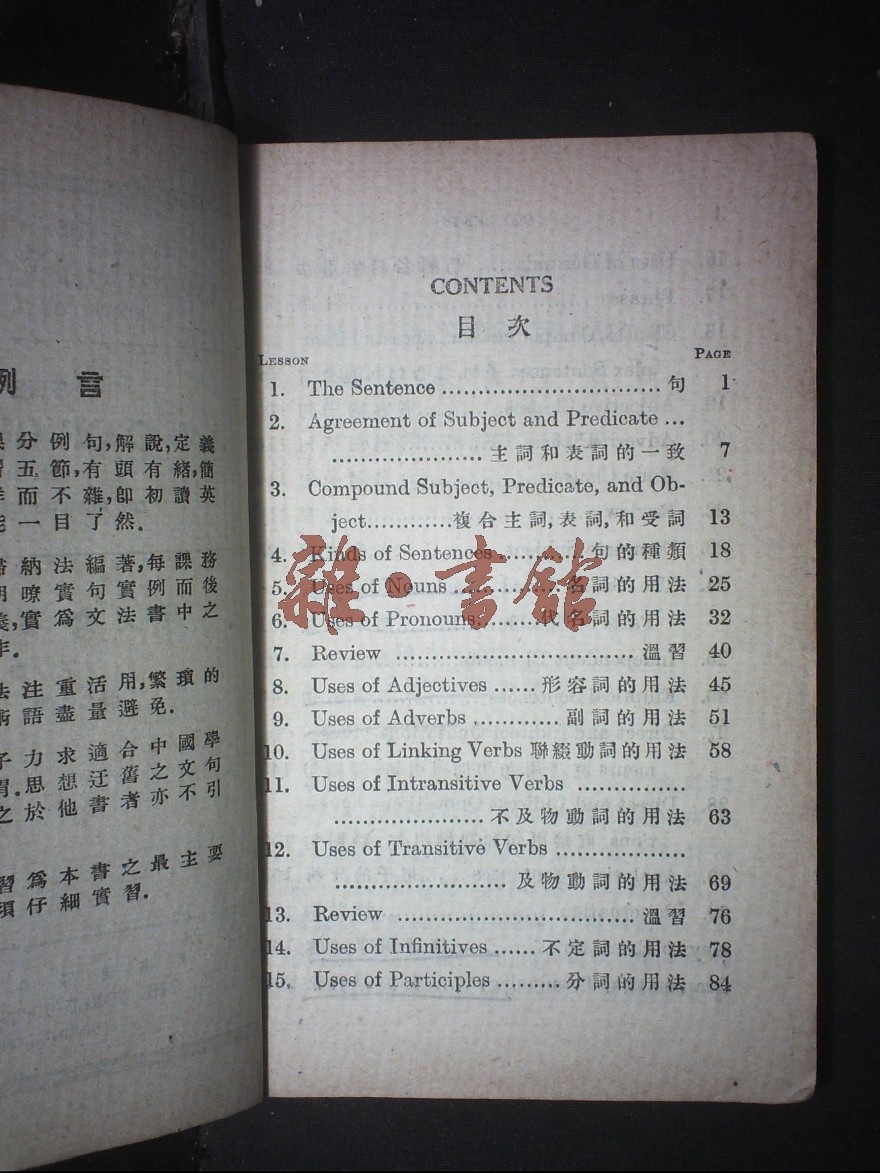 例 言
分 例 句,解 說,定 義
習 五 節,有 頭 有 緒,簡
而 不 雜,卽 初 讀 英
一 目 了 然.
納 法 編 著,每 課 務
明 瞭 實 句 實 例 而 後
義,實 爲 文 法 書 中 之
法 注 重 活 用,繁 瑣 的
術 語 盡 量 避 免.
子 力 求 適 合 中 國 學
思 想 迂 舊 之 文 句
之 於 他 書 者 亦 不 引
習 爲 本 書 之 最 主 要
須 仔 細 實 習.
CONTENTS
目 次
LESSON PAGE
1. The Sentence ................................ 句 1
2. Agreement of Subject and Predicate ...
..................... 主 詞 和 表 詞 的 一 致 7
3. Compound Subject, Predicate, and Ob-
ject............ 複 合 主 詞, 表 詞, 和 受 詞 13
4. Kinds of Sentences ............ 句 的 種 類 18
5. Uses of Nouns ................ 名 詞 的 用 法 25
6. Uses of Pronouns.......... 代 名 詞 的 用 法 32
7. Review ................................. 溫 習 40
8. Uses of Adjectives ...... 形 容 詞 的 用 法 45
9. Uses of Adverbs ............ 副 詞 的 用 法 51
10. Uses of Linking Verbs 聯 綴 動 詞 的 用 法 58
11. Uses of Intransitive Verbs ...............
..................... 不 及 物 動 詞 的 用 法 63
12. Uses of Transitive Verbs ..................
........................ 及 物 動 詞 的 用 法 69
13. Review ................................. 溫 習 76
14. Uses of Infinitives ...... 不 定 詞 的 用 法 78
15. Uses of Participles ......... 分 詞 的 用 法 84
雜·書館